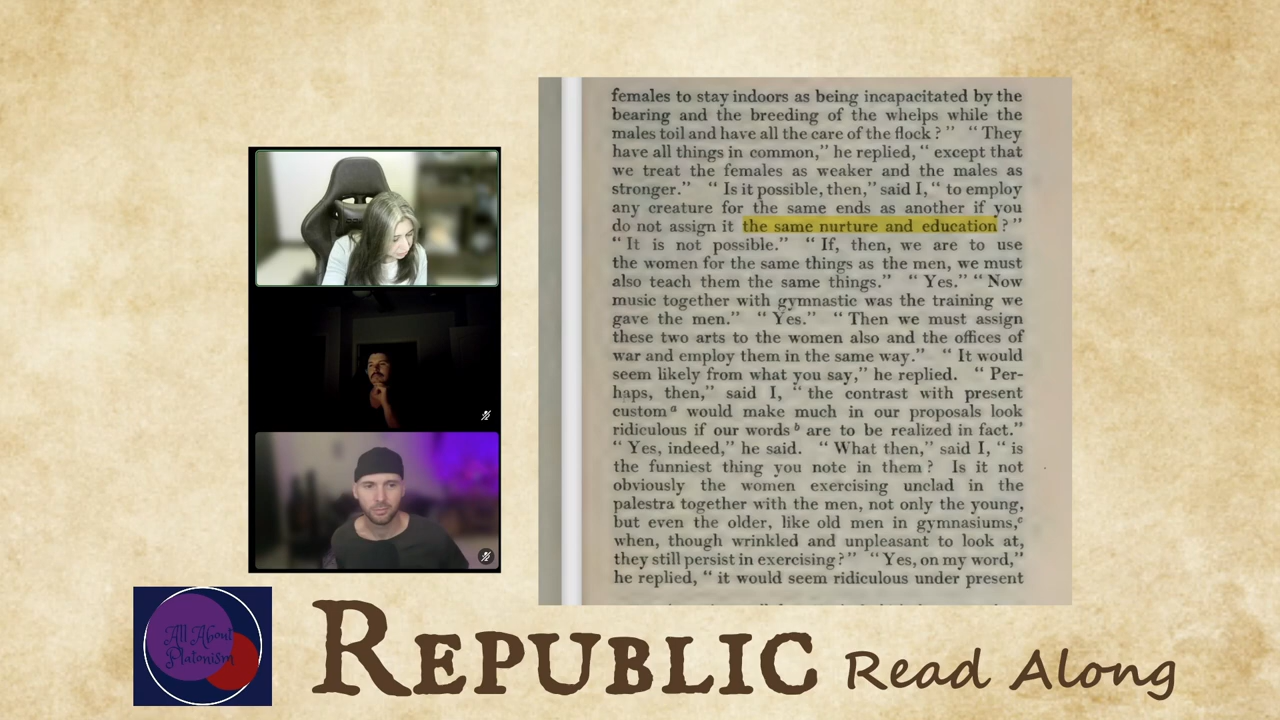 females to stay indoors as being incapacitated by the
bearing and the breeding of the whelps while the
males toil and have all the care of the flock ? ” “ They
have all things in common,” he replied, “ except that
we treat the females as weaker and the males as
stronger.” “ Is it possible, then,” said I, “ to employ
any creature for the same ends as another if you
do not assign it the same nurture and education ? ”
“ It is not possible.” “ If, then, we are to use
the women for the same things as the men, we must
also teach them the same things.” “ Yes.” “ Now
music together with gymnastic was the training we
gave the men.” “ Yes.” “ Then we must assign
these two arts to the women also and the offices of
war and employ them in the same way.” “ It would
seem likely from what you say,” he replied. “ Per-
haps, then,” said I, “ the contrast with present
custom a would make much in our proposals look
ridiculous if our words b are to be realized in fact.”
“ Yes, indeed,” he said. “ What then,” said I, “ is
the funniest thing you note in them ? Is it not
obviously the women exercising unclad in the
palestra together with the men, not only the young,
but even the older, like old men in gymnasiums, c
when, though wrinkled and unpleasant to look at,
they still persist in exercising ? ” “ Yes, on my word,”
he replied, “ it would seem ridiculous under present
All About
Platonism
REPUBLIC Read Along